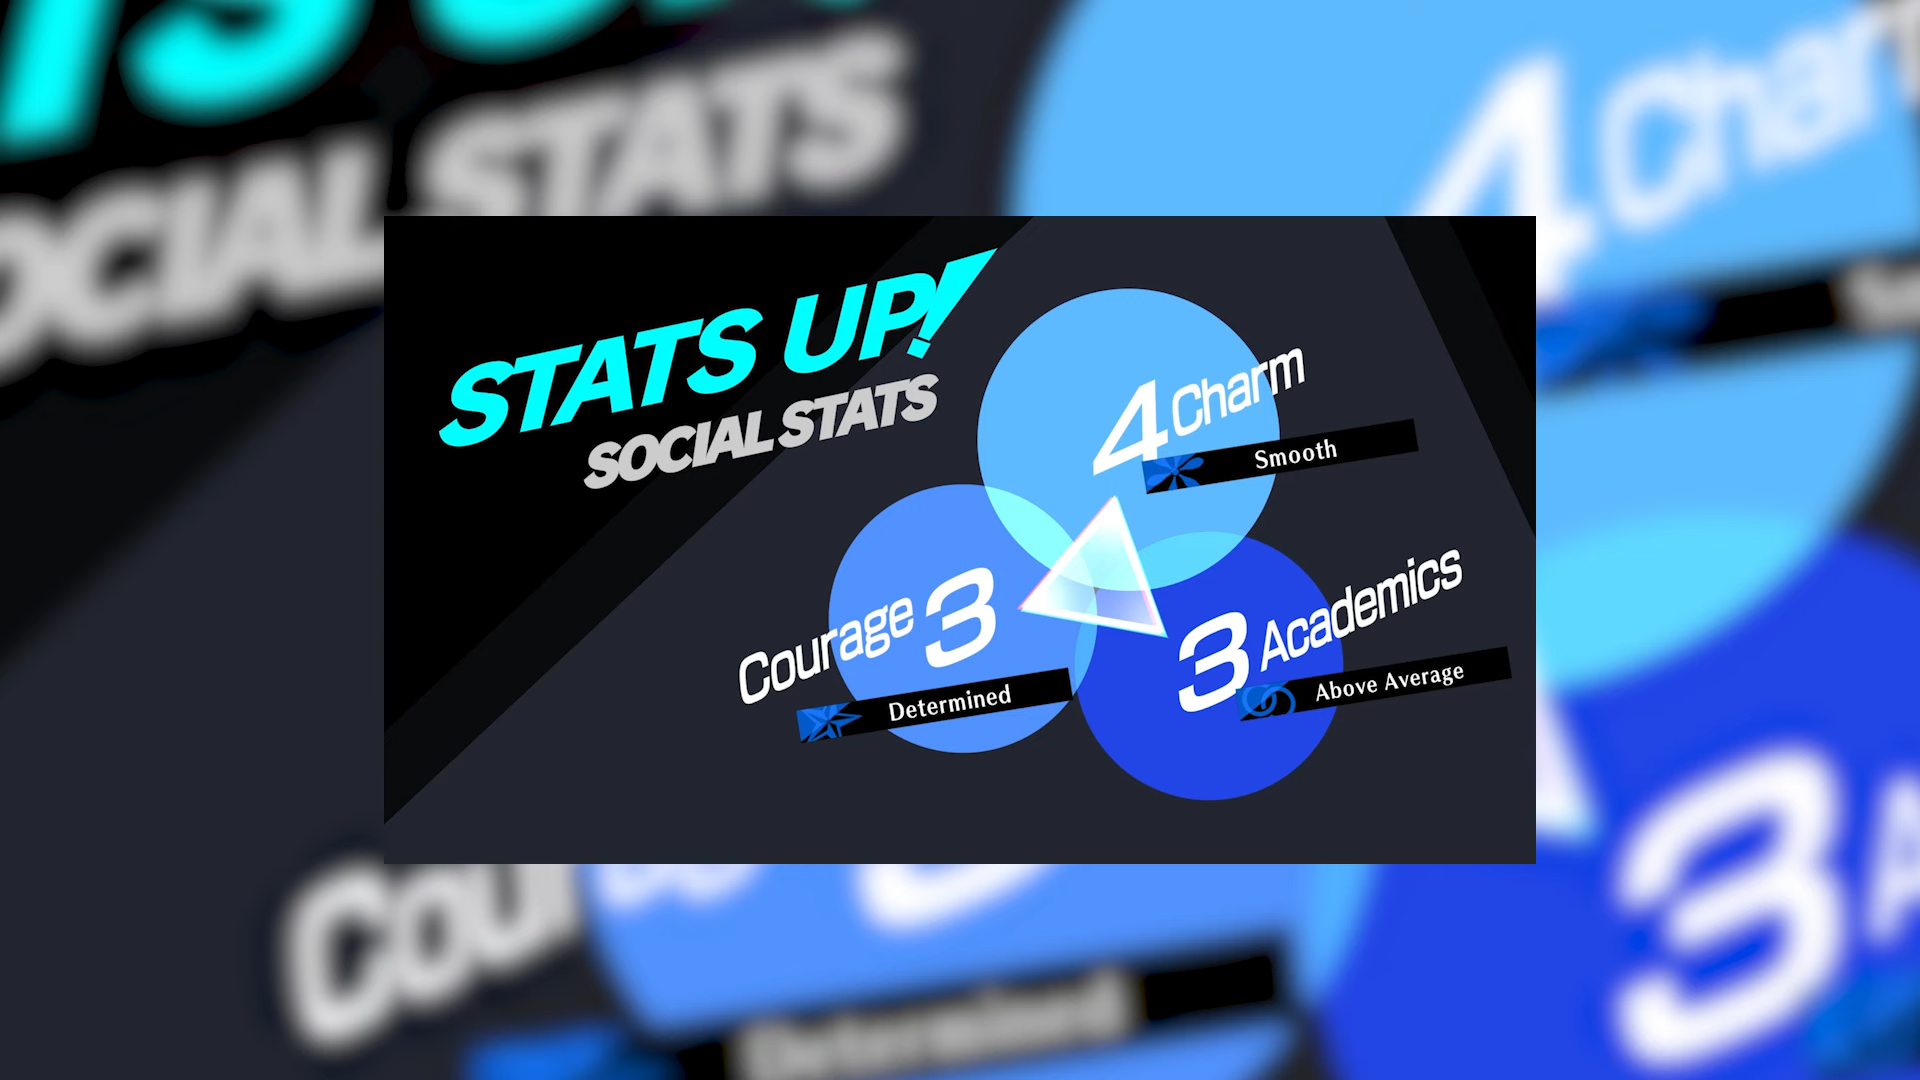 STATS UP!
SOCIAL STATS
4 Charm
Smooth
Courage 3
Determined
3 Academics
Above Average